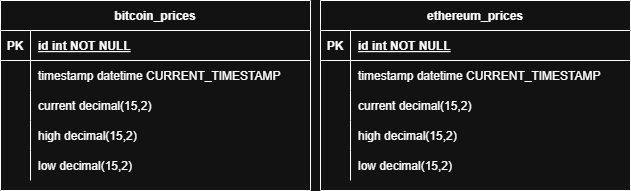 bitcoin_prices
PK id int NOT NULL
timestamp datetime CURRENT_TIMESTAMP
current decimal(15,2)
high decimal(15,2)
low decimal(15,2)
ethereum_prices
PK id int NOT NULL
timestamp datetime CURRENT_TIMESTAMP
current decimal(15,2)
high decimal(15,2)
low decimal(15,2)